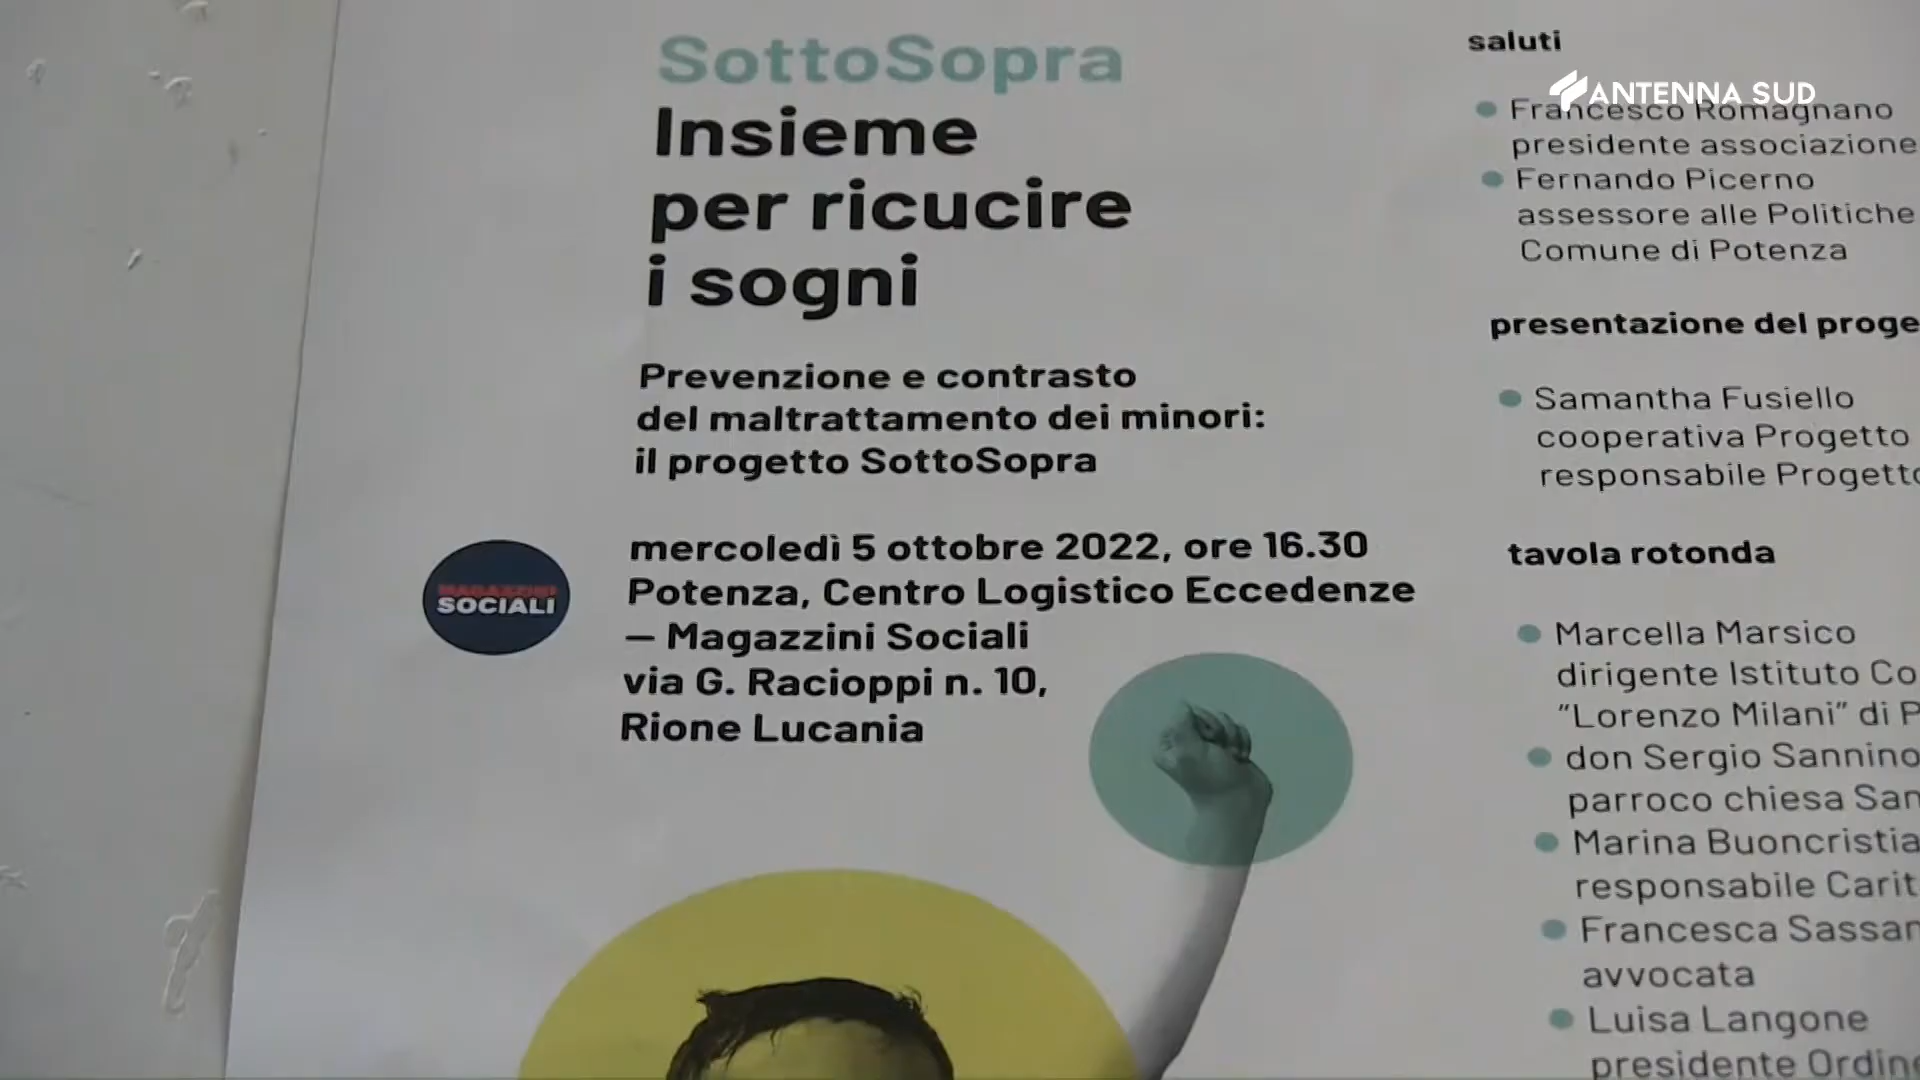 SottoSopra
Insieme
per ricucire
i sogni
Prevenzione e contrasto
del maltrattamento dei minori:
il progetto SottoSopra
mercoledì 5 ottobre 2022, ore 16.30
Potenza, Centro Logistico Eccedenze
– Magazzini Sociali
via G. Racioppi n. 10,
Rione Lucania
MAGAZZINI
SOCIALI
ANTENNA SUD
saluti
Francesco Romagnano
presidente associazione
Fernando Picerno
assessore alle Politiche
Comune di Potenza
presentazione del proge
Samantha Fusiello
cooperativa Progetto
responsabile Progetto
tavola rotonda
Marcella Marsico
dirigente Istituto Co
“Lorenzo Milani” di P
don Sergio Sannino
parroco chiesa San
Marina Buoncristia
responsabile Carit
Francesca Sassan
avvocata
Luisa Langone
presidente Ordine